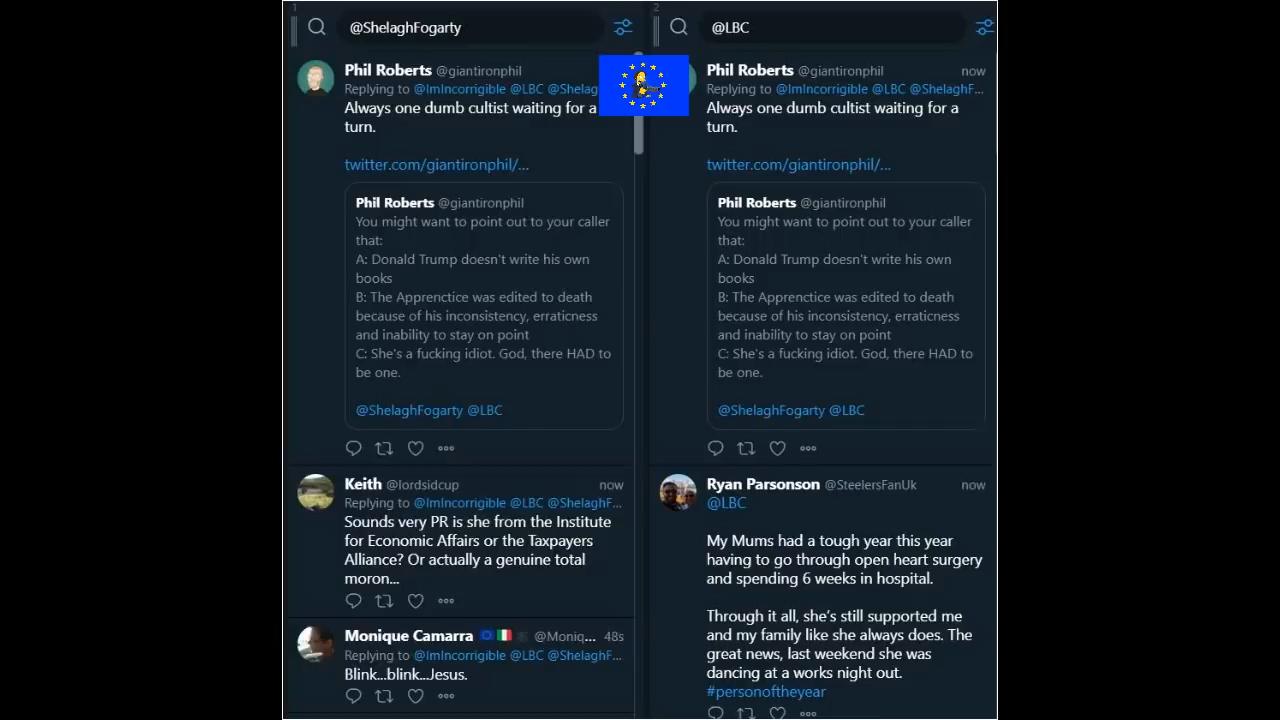 1
@ShelaghFogarty
Phil Roberts @giantironphil
Replying to @ImIncorrigible @LBC @Shelag
Always one dumb cultist waiting for a
turn.
twitter.com/giantironphil/...
Phil Roberts @giantironphil
You might want to point out to your caller
that:
A: Donald Trump doesn't write his own
books
B: The Apprenctice was edited to death
because of his inconsistency, erraticness
and inability to stay on point
C: She's a fucking idiot. God, there HAD to
be one.
@ShelaghFogarty @LBC
Keith @lordsidcup now
Replying to @ImIncorrigible @LBC @ShelaghF...
Sounds very PR is she from the Institute
for Economic Affairs or the Taxpayers
Alliance? Or actually a genuine total
moron...
Monique Camarra @Moniq... 48s
Replying to @ImIncorrigible @LBC @ShelaghF...
Blink...blink...Jesus.
2
@LBC
Phil Roberts @giantironphil now
Replying to @ImIncorrigible @LBC @ShelaghF...
Always one dumb cultist waiting for a
turn.
twitter.com/giantironphil/...
Phil Roberts @giantironphil
You might want to point out to your caller
that:
A: Donald Trump doesn't write his own
books
B: The Apprenctice was edited to death
because of his inconsistency, erraticness
and inability to stay on point
C: She's a fucking idiot. God, there HAD to
be one.
@ShelaghFogarty @LBC
Ryan Parsonson @SteelersFanUk now
@LBC
My Mums had a tough year this year
having to go through open heart surgery
and spending 6 weeks in hospital.
Through it all, she's still supported me
and my family like she always does. The
great news, last weekend she was
dancing at a works night out.
#personoftheyear